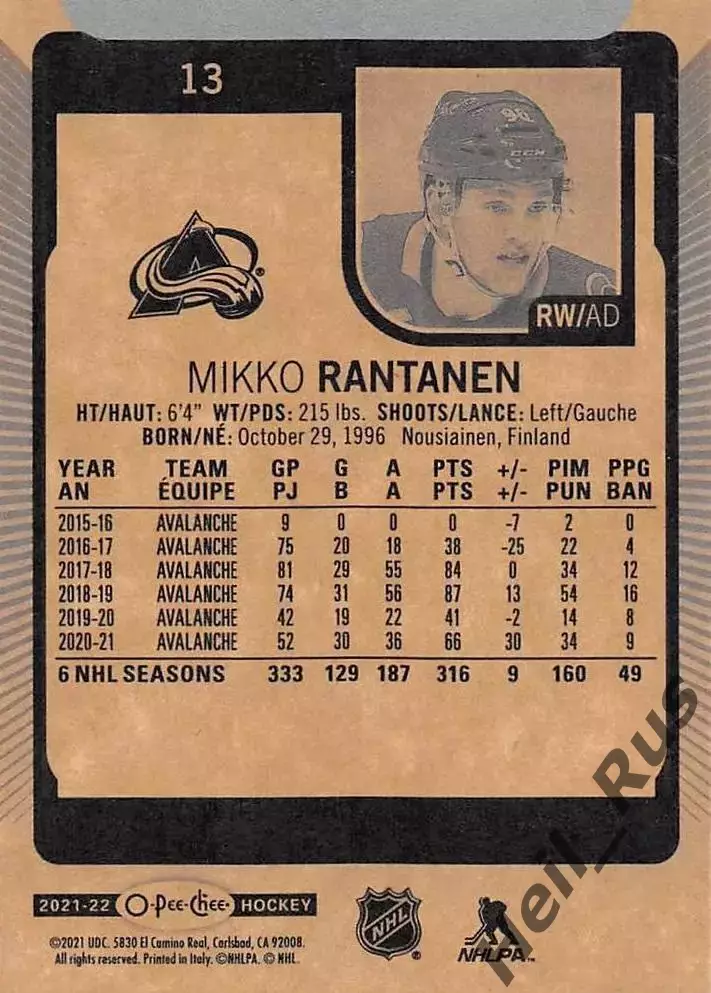 13
96
CCM
RW/AD
MIKKO RANTANEN
HT/HAUT: 6'4" WT/PDS: 215 lbs. SHOOTS/LANCE: Left/Gauche
BORN/NÉ: October 29, 1996 Nousiainen, Finland
YEAR TEAM GP G A PTS +/- PIM PPG
AN ÉQUIPE PJ B A PTS +/- PUN BAN
2015-16 AVALANCHE 9 0 0 0 -7 2 0
2016-17 AVALANCHE 75 20 18 38 -25 22 4
2017-18 AVALANCHE 81 29 55 84 0 34 12
2018-19 AVALANCHE 74 31 56 87 13 54 16
2019-20 AVALANCHE 42 19 22 41 -2 14 8
2020-21 AVALANCHE 52 30 36 66 30 34 9
6 NHL SEASONS 333 129 187 316 9 160 49
2021-22 O-Pee-Chee HOCKEY
©2021 UDC. 5830 El Camino Real, Carlsbad, CA 92008.
All rights reserved. Printed in Italy. ©NHLPA. © NHL.
NHL
NHLPA™
Neil_Rus